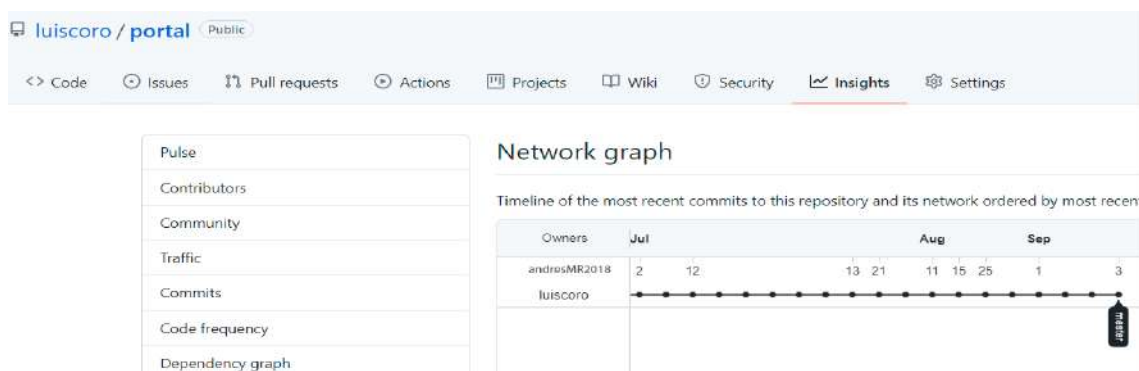 luiscoro / portal Public
<> Code Issues Pull requests Actions Projects Wiki Security Insights Settings
Pulse
Contributors
Community
Traffic
Commits
Code frequency
Dependency graph
Network graph
Timeline of the most recent commits to this repository and its network ordered by most recen
Owners Jul Aug Sep
andresMR2018 2 12 13 21 11 15 25 1 3
luiscoro
master